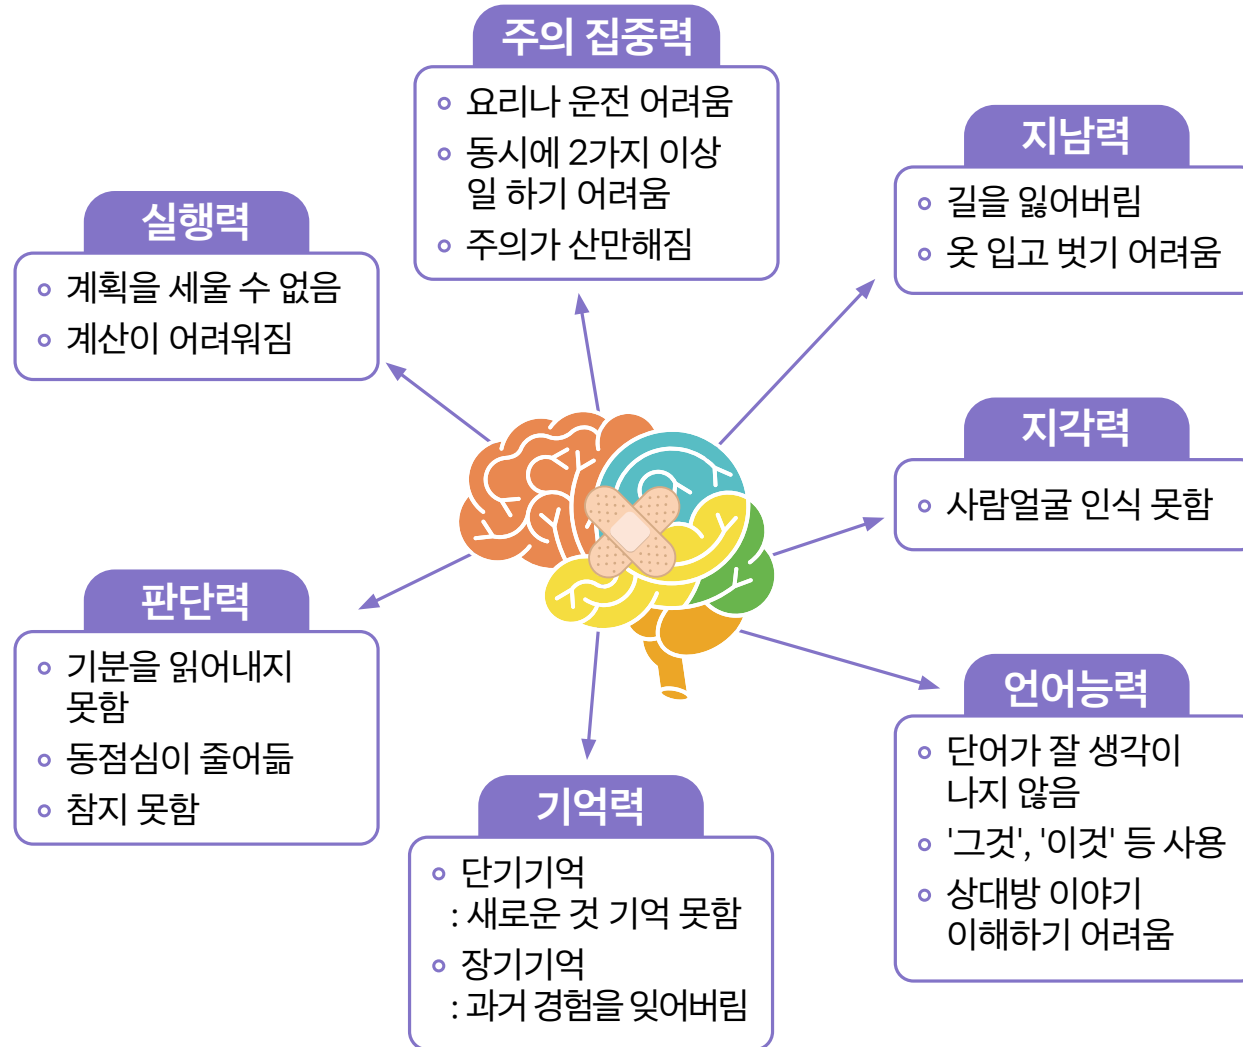 주의 집중력
요리나 운전 어려움
동시에 2가지 이상
일 하기 어려움
주의가 산만해짐
지남력
길을 잃어버림
옷 입고 벗기 어려움
실행력
계획을 세울 수 없음
계산이 어려워짐
지각력
사람얼굴 인식 못함
판단력
기분을 읽어내지
못함
동점심이 줄어듦
참지 못함
언어능력
단어가 잘 생각이
나지 않음
'그것', '이것' 등 사용
상대방 이야기
이해하기 어려움
기억력
단기기억
: 새로운 것 기억 못함
장기기억
: 과거 경험을 잊어버림